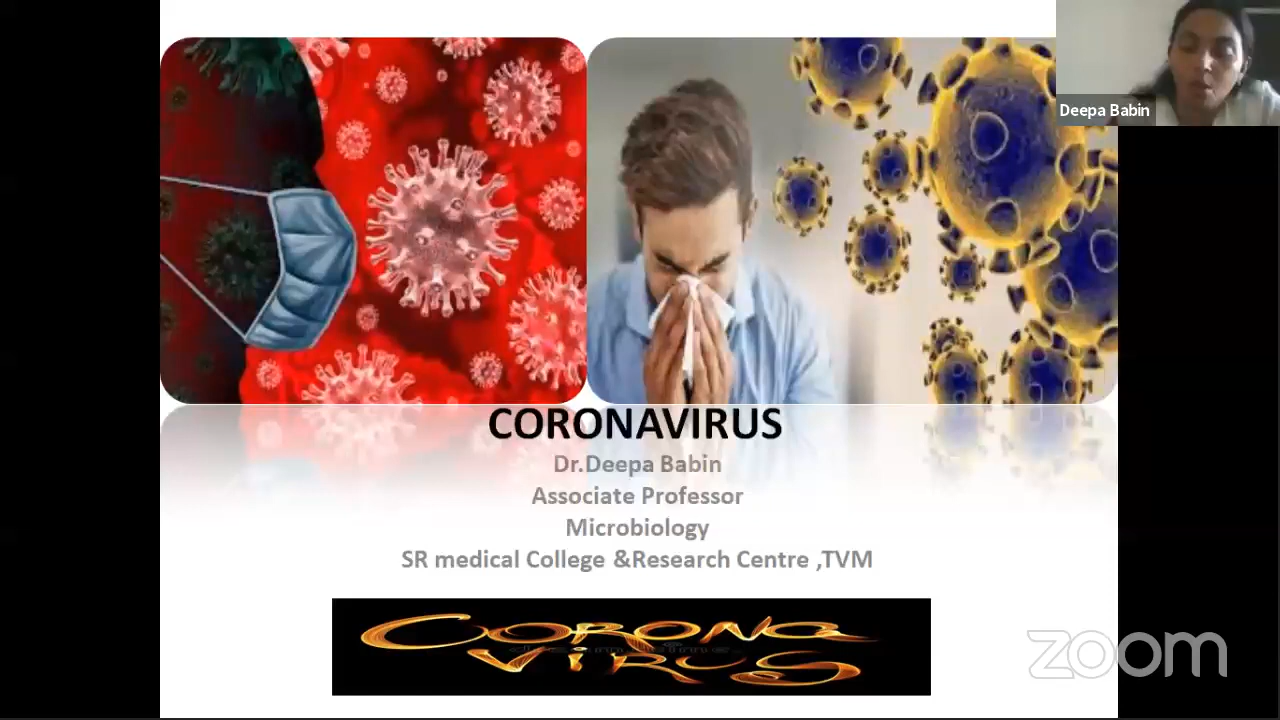 Deepa Babin
CORONAVIRUS
Dr.Deepa Babin
Associate Professor
Microbiology
SR medical College &Research Centre ,TVM
CORONA
VIRUS
zoom